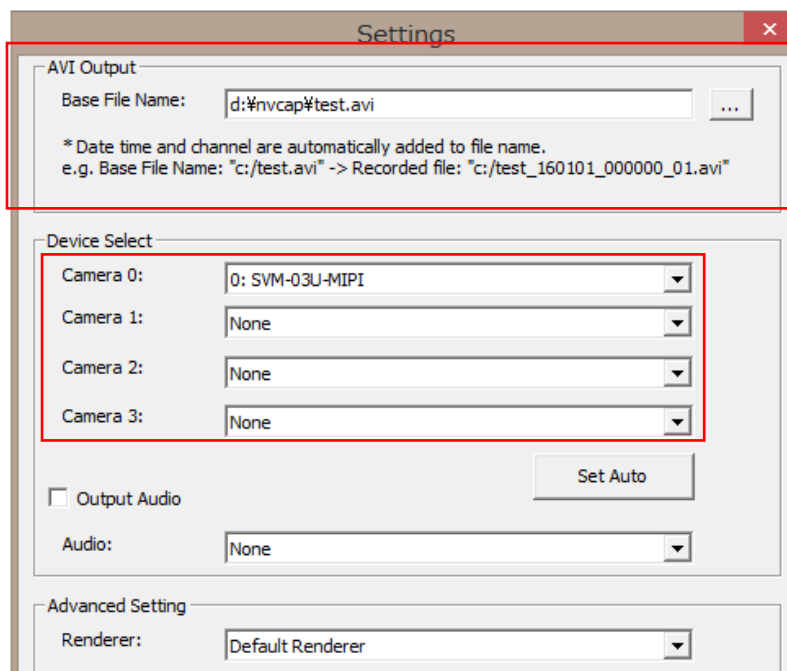 Settings
×
AVI Output
Base File Name: d:¥nvcap¥test.avi ...
* Date time and channel are automatically added to file name.
e.g. Base File Name: "c:/test.avi" -> Recorded file: "c:/test_160101_000000_01.avi"
Device Select
Camera 0: 0: SVM-03U-MIPI
Camera 1: None
Camera 2: None
Camera 3: None
Set Auto
Output Audio
Audio: None
Advanced Setting
Renderer: Default Renderer